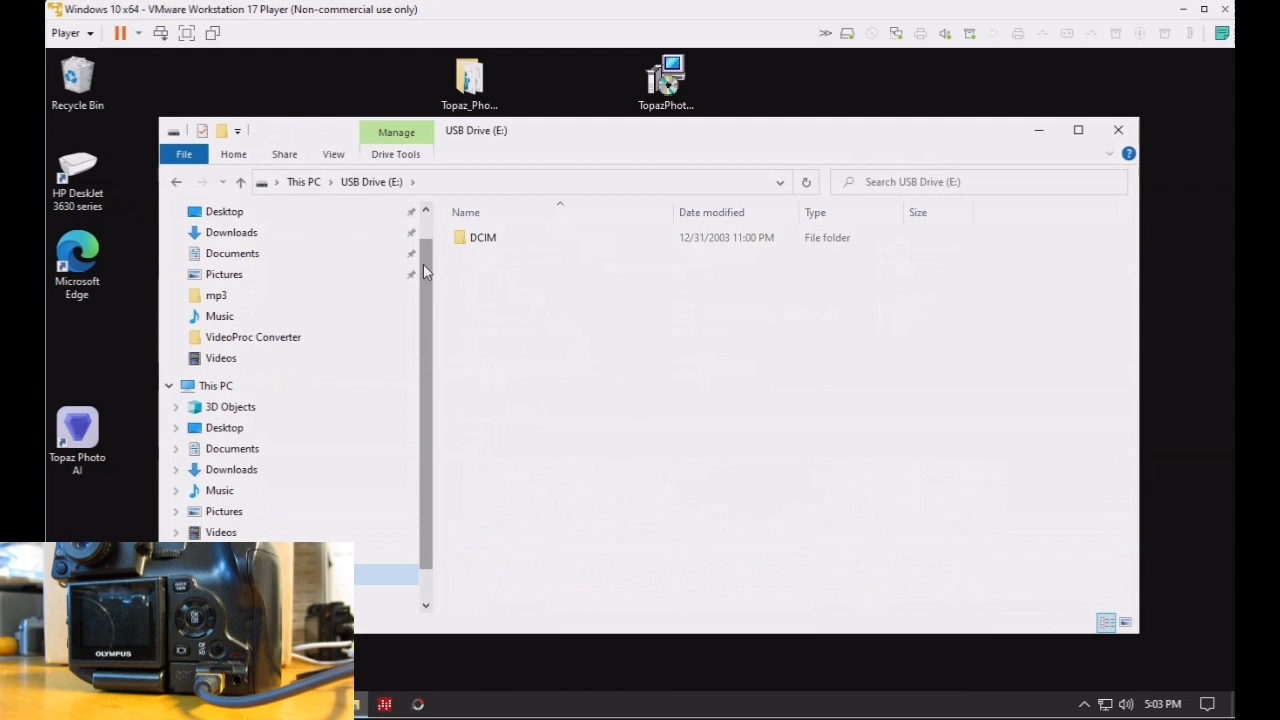 Windows 10 x64 - VMware Workstation 17 Player (Non-commercial use only)
Player
Recycle Bin
Topaz_Pho...
TopazPhot...
HP DeskJet
3630 series
Microsoft
Edge
Topaz Photo
AI
Manage
USB Drive (E:)
File
Home
Share
View
Drive Tools
This PC
USB Drive (E:)
Search USB Drive (E:)
Name
Date modified
Type
Size
DCIM
12/31/2003 11:00 PM
File folder
Desktop
Downloads
Documents
Pictures
mp3
Music
VideoProc Converter
Videos
This PC
3D Objects
Desktop
Documents
Downloads
Music
Pictures
Videos
OLYMPUS
5:03 PM